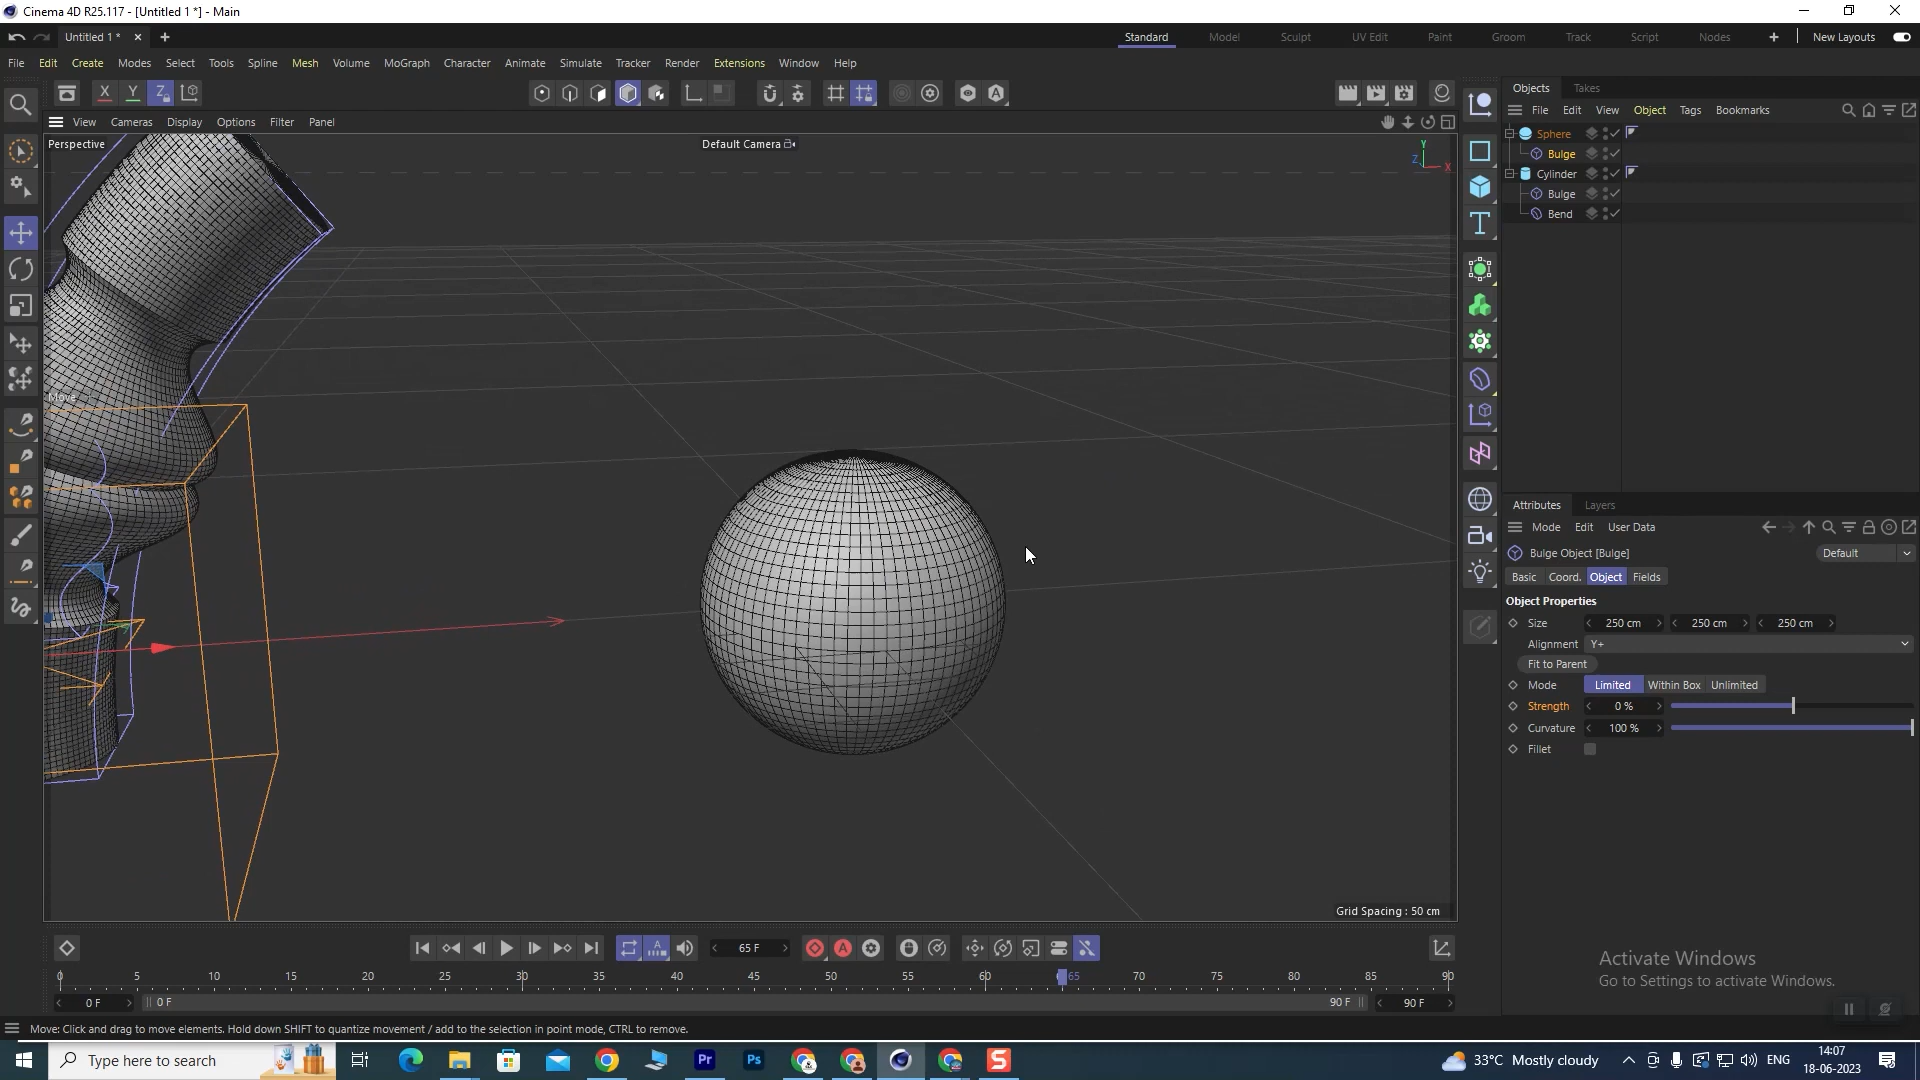 Cinema 4D R25.117 - [Untitled 1 *] - Main
Untitled 1 *
Standard Model Sculpt UV Edit Paint Groom Track Script Nodes New Layouts
File Edit Create Modes Select Tools Spline Mesh Volume MoGraph Character Animate Simulate Tracker Render Extensions Window Help
X Y Z
View Cameras Display Options Filter Panel
Perspective
Default Camera
Y
Z X
Move
Grid Spacing : 50 cm
Objects Takes
File Edit View Object Tags Bookmarks
Sphere
Bulge
Cylinder
Bulge
Bend
Attributes Layers
Mode Edit User Data
Bulge Object [Bulge]
Default
Basic Coord. Object Fields
Object Properties
Size 250 cm 250 cm 250 cm
Alignment Y+
Fit to Parent
Mode Limited Within Box Unlimited
Strength 0 %
Curvature 100 %
Fillet
65 F
0 5 10 15 20 25 30 35 40 45 50 55 60 65 70 75 80 85 90
0 F 0 F 90 F 90 F
Activate Windows
Go to Settings to activate Windows.
Move: Click and drag to move elements. Hold down SHIFT to quantize movement / add to the selection in point mode, CTRL to remove.
Type here to search
Pr
Ps
S
33°C Mostly cloudy
ENG
14:07
18-06-2023